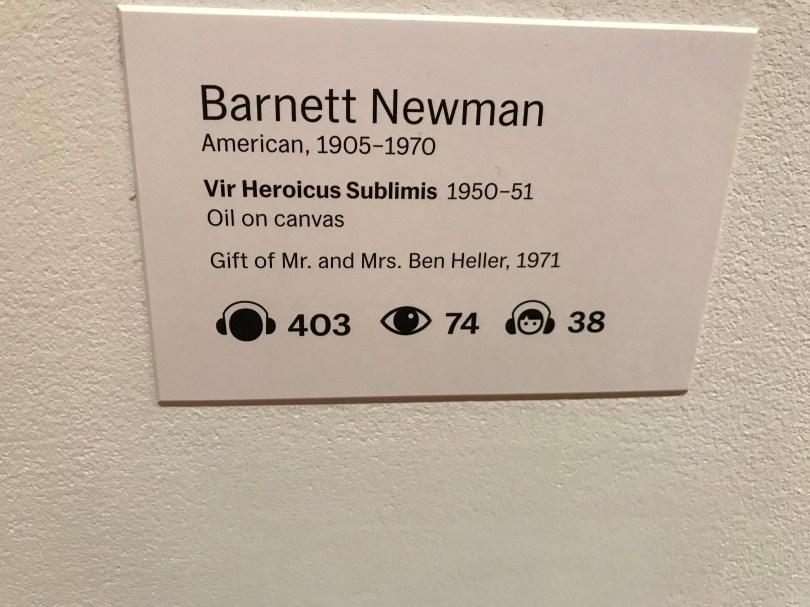 Barnett Newman
American, 1905–1970
Vir Heroicus Sublimis 1950–51
Oil on canvas
Gift of Mr. and Mrs. Ben Heller, 1971
403 74 38